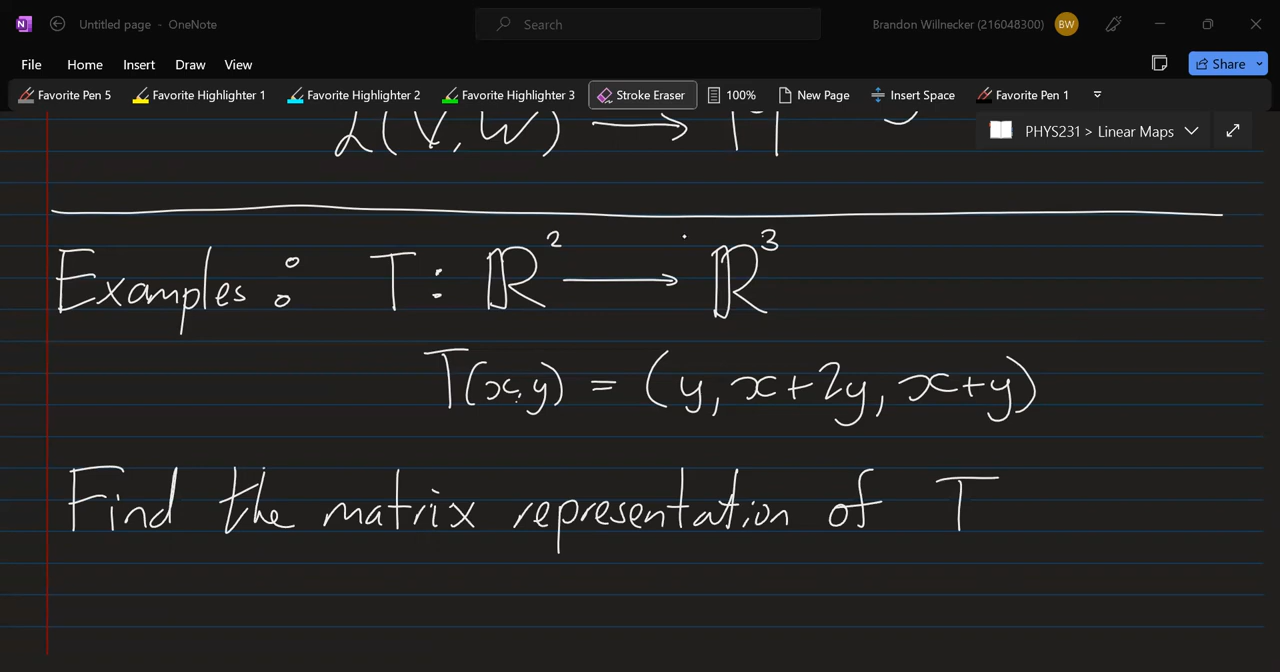 Untitled page - OneNote
Search
Brandon Willnecker (216048300) BW
File Home Insert Draw View
Share
Favorite Pen 5 Favorite Highlighter 1 Favorite Highlighter 2 Favorite Highlighter 3 Stroke Eraser 100% New Page Insert Space Favorite Pen 1
PHYS231 > Linear Maps
ℒ(V, W) ⟶
Examples: T: ℝ² ⟶ ℝ³
T(x,y) = (y, x+2y, x+y)
Find the matrix representation of T